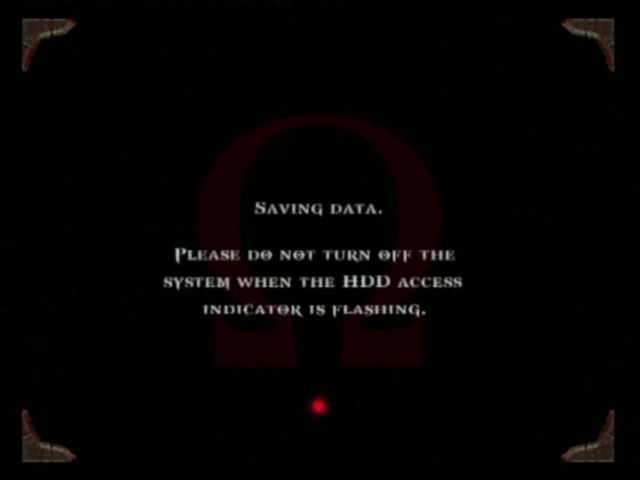 Saving data.
Please do not turn off the
system when the HDD access
indicator is flashing.